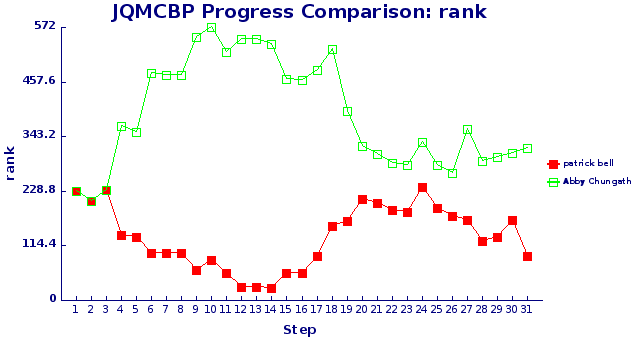 JQMCBP Progress Comparison: rank
572
457.6
343.2
228.8
114.4
0
rank
1 2 3 4 5 6 7 8 9 10 11 12 13 14 15 16 17 18 19 20 21 22 23 24 25 26 27 28 29 30 31
Step
patrick bell
Abby Chungath